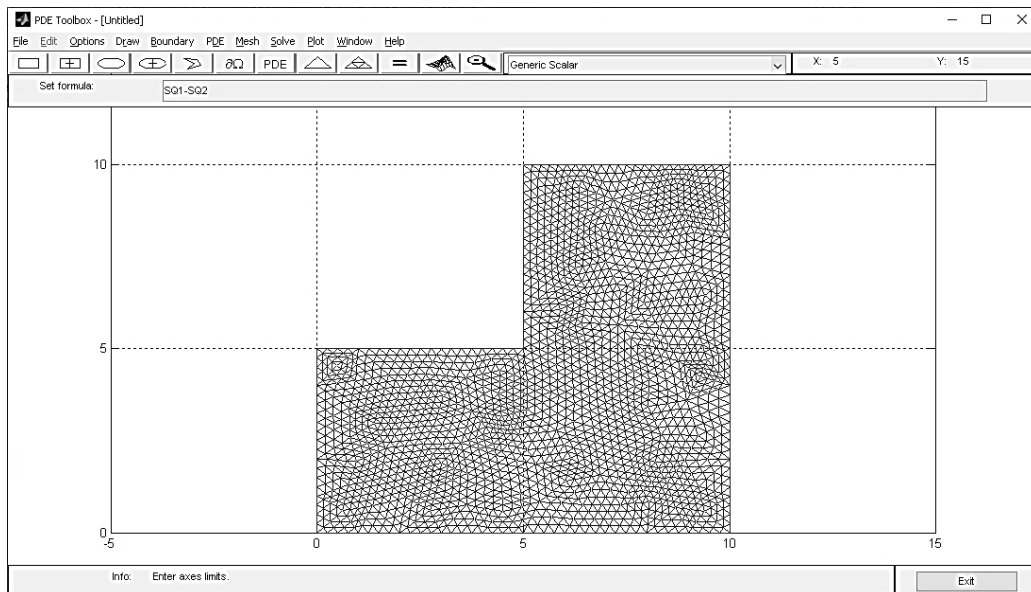 PDE Toolbox - [Untitled]
File Edit Options Draw Boundary PDE Mesh Solve Plot Window Help
∂Ω PDE = Generic Scalar X: 5 Y: 15
Set formula: SQ1-SQ2
10
5
0
-5 0 5 10 15
Info: Enter axes limits. Exit